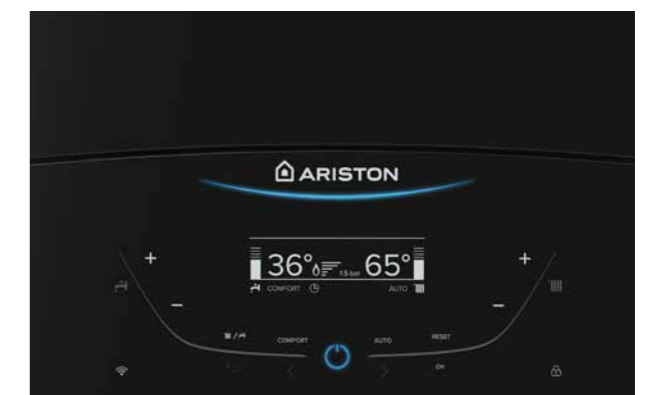 ARISTON
36° 1.5 bar 65°
COMFORT AUTO
+ +
- -
COMFORT AUTO RESET
OK